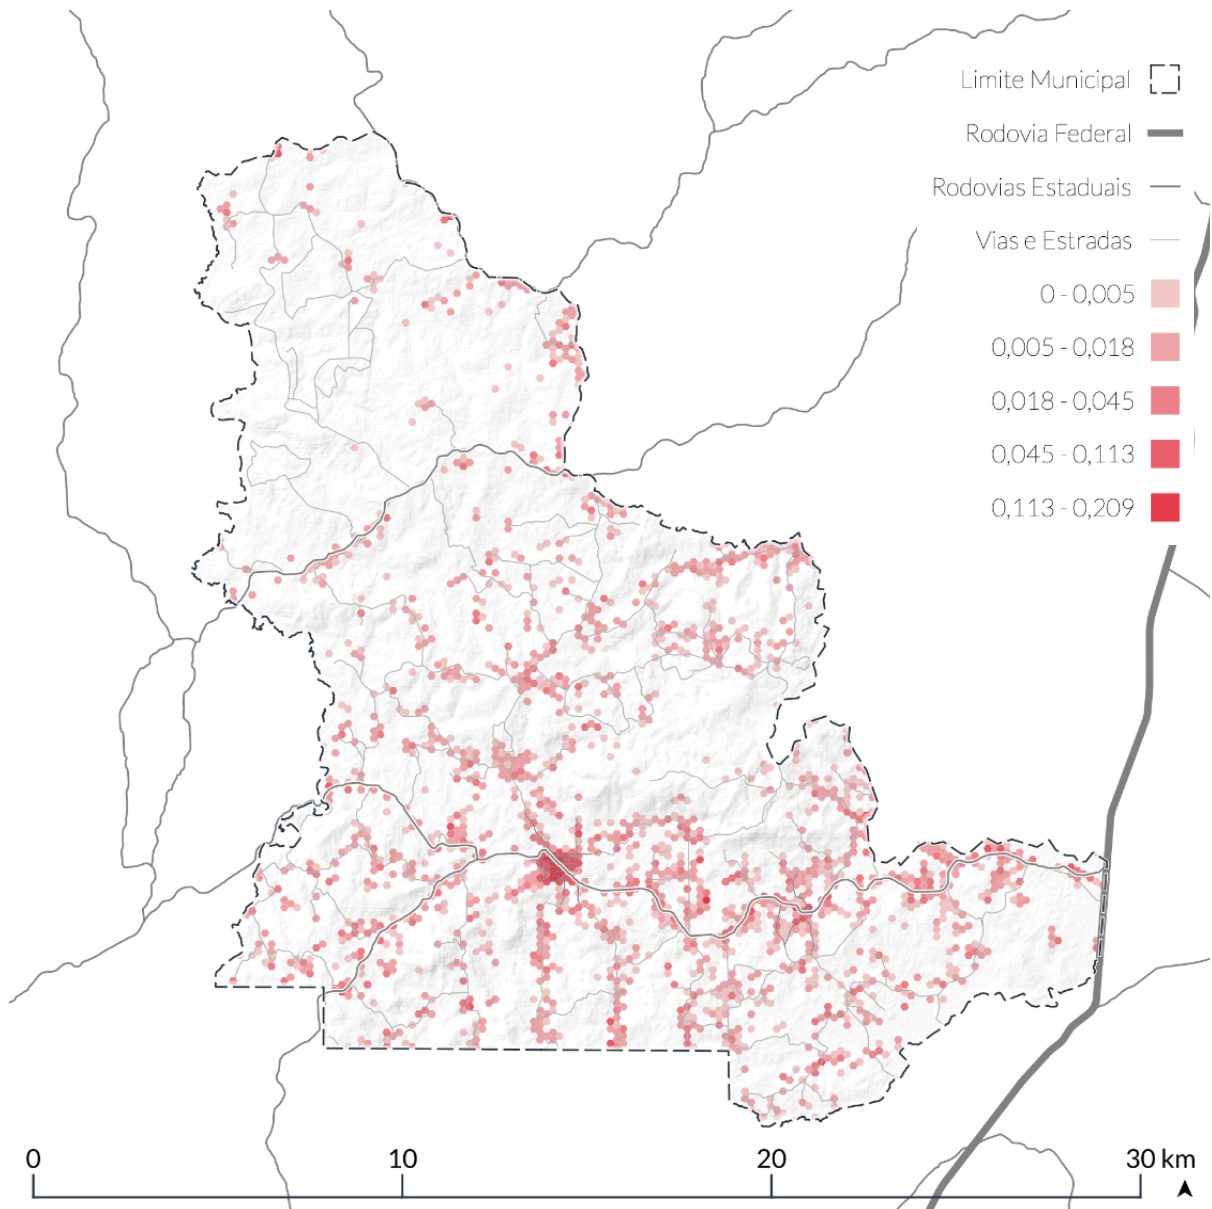 Limite Municipal
Rodovia Federal
Rodovias Estaduais
Vias e Estradas
0 - 0,005
0,005 - 0,018
0,018 - 0,045
0,045 - 0,113
0,113 - 0,209
0 10 20 30 km